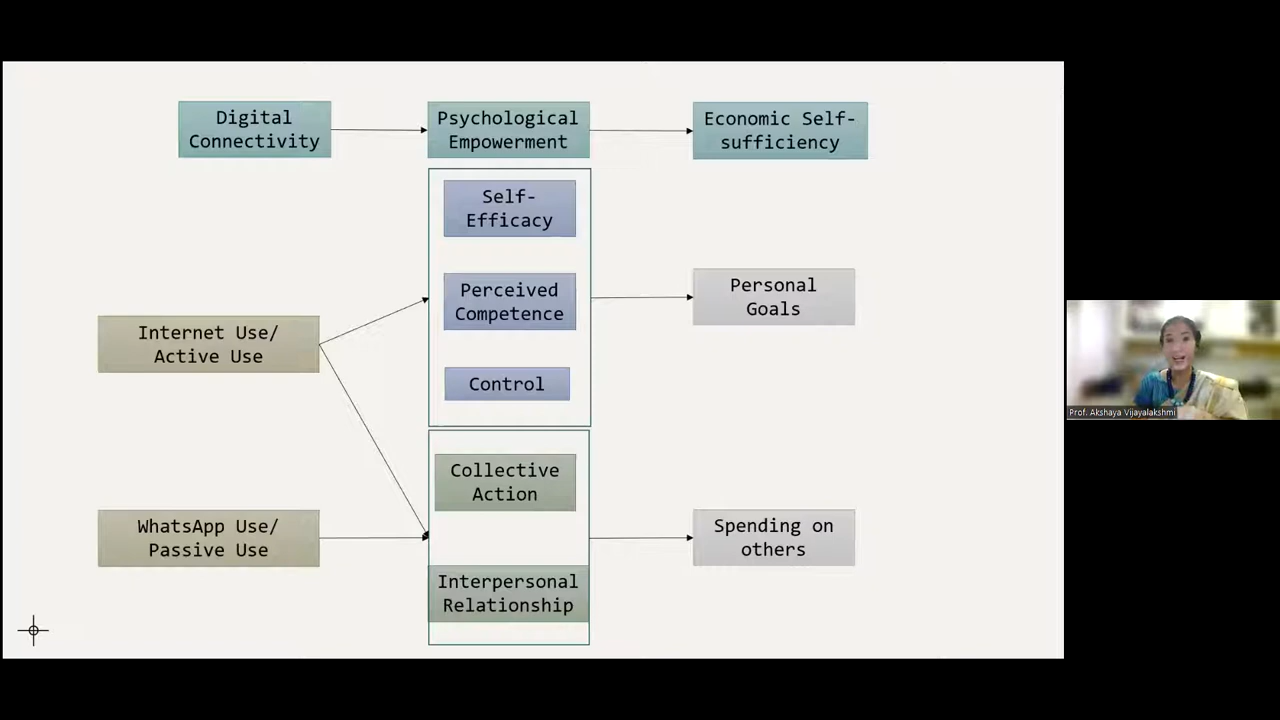 Digital
Connectivity
Psychological
Empowerment
Economic Self-
sufficiency
Self-
Efficacy
Perceived
Competence
Control
Personal
Goals
Internet Use/
Active Use
Collective
Action
WhatsApp Use/
Passive Use
Spending on
others
Interpersonal
Relationship
Prof. Akshaya Vijayalakshmi